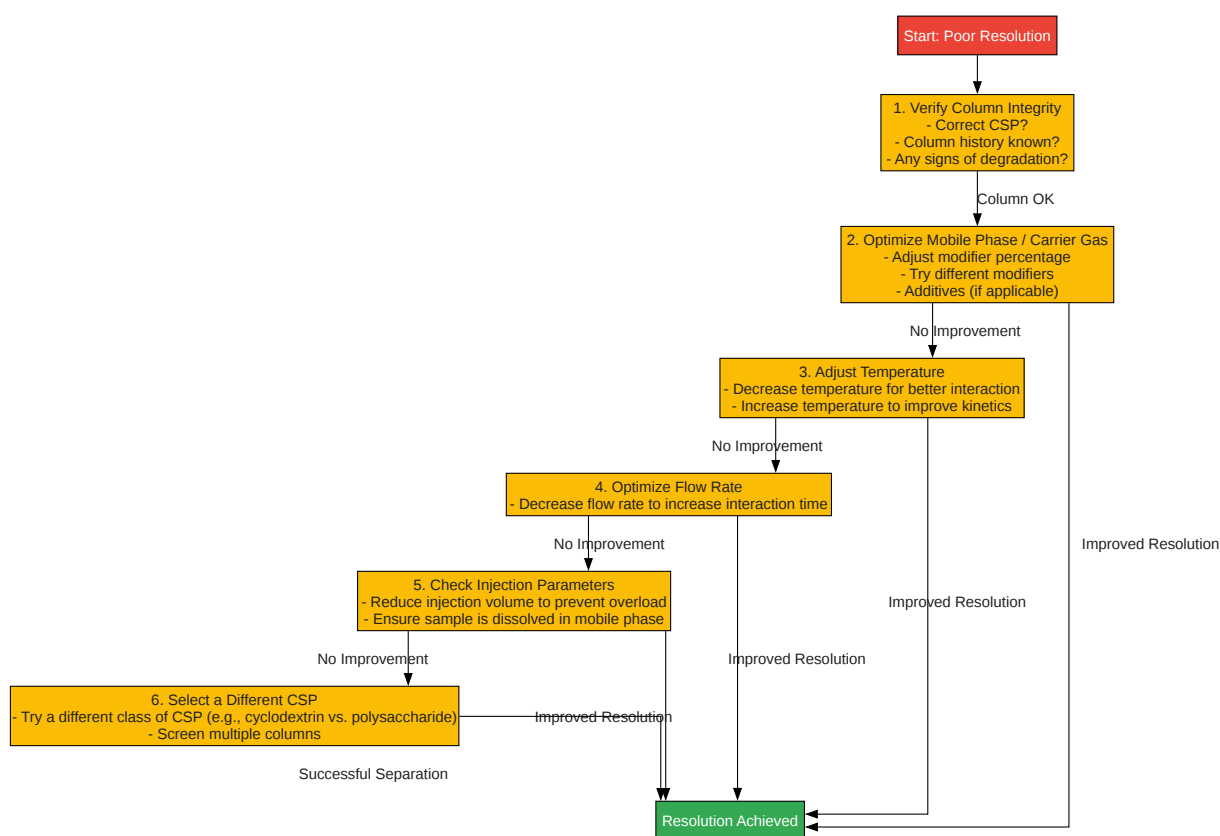 Start: Poor Resolution
1. Verify Column Integrity
- Correct CSP?
- Column history known?
- Any signs of degradation?
Column OK
2. Optimize Mobile Phase / Carrier Gas
- Adjust modifier percentage
- Try different modifiers
- Additives (if applicable)
No Improvement
3. Adjust Temperature
- Decrease temperature for better interaction
- Increase temperature to improve kinetics
No Improvement
4. Optimize Flow Rate
- Decrease flow rate to increase interaction time
No Improvement
Improved Resolution
5. Check Injection Parameters
- Reduce injection volume to prevent overload
- Ensure sample is dissolved in mobile phase
Improved Resolution
No Improvement
Improved Resolution
6. Select a Different CSP
- Try a different class of CSP (e.g., cyclodextrin vs. polysaccharide)
- Screen multiple columns
Improved Resolution
Successful Separation
Resolution Achieved